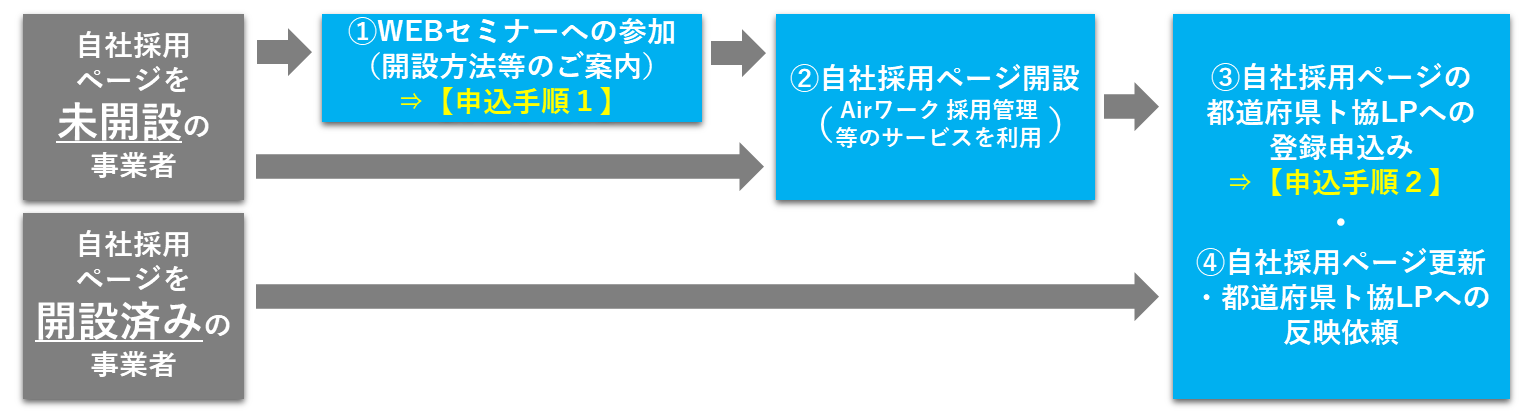 自社採用
ページを
未開設の
事業者
①WEBセミナーへの参加
（開設方法等のご案内）
⇒【申込手順１】
②自社採用ページ開設
（Airワーク 採用管理
等のサービスを利用）
③自社採用ページの
都道府県ト協LPへの
登録申込み
⇒【申込手順２】
・
④自社採用ページ更新
・都道府県ト協LPへの
反映依頼
自社採用
ページを
開設済みの
事業者